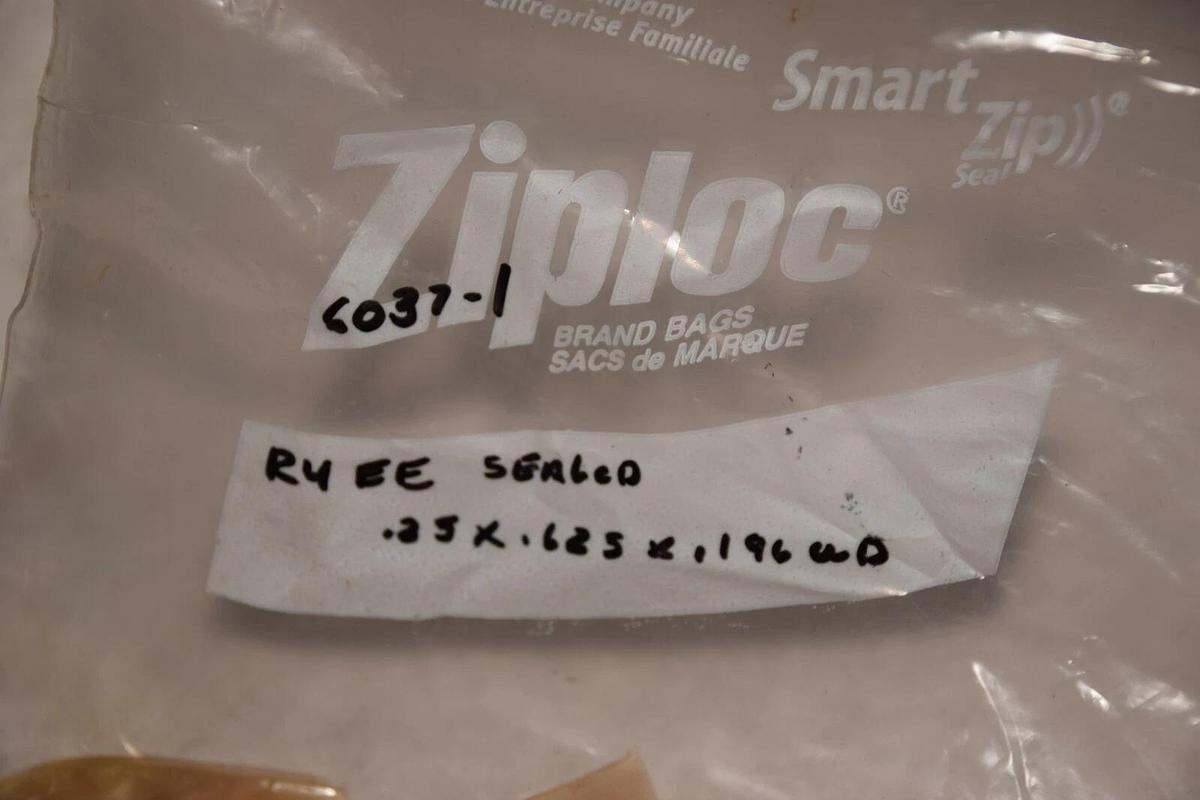 Entreprise Familiale
Smart
Zip)))®
Seal
Ziploc®
6037-1
BRAND BAGS
SACS de MARQUE
R4 EE SEALED
.25 x .625 x .196 WD